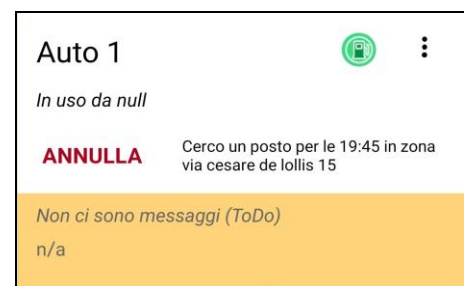 Auto 1
In uso da null
ANNULLA
Cerco un posto per le 19:45 in zona
via cesare de lollis 15
Non ci sono messaggi (ToDo)
n/a